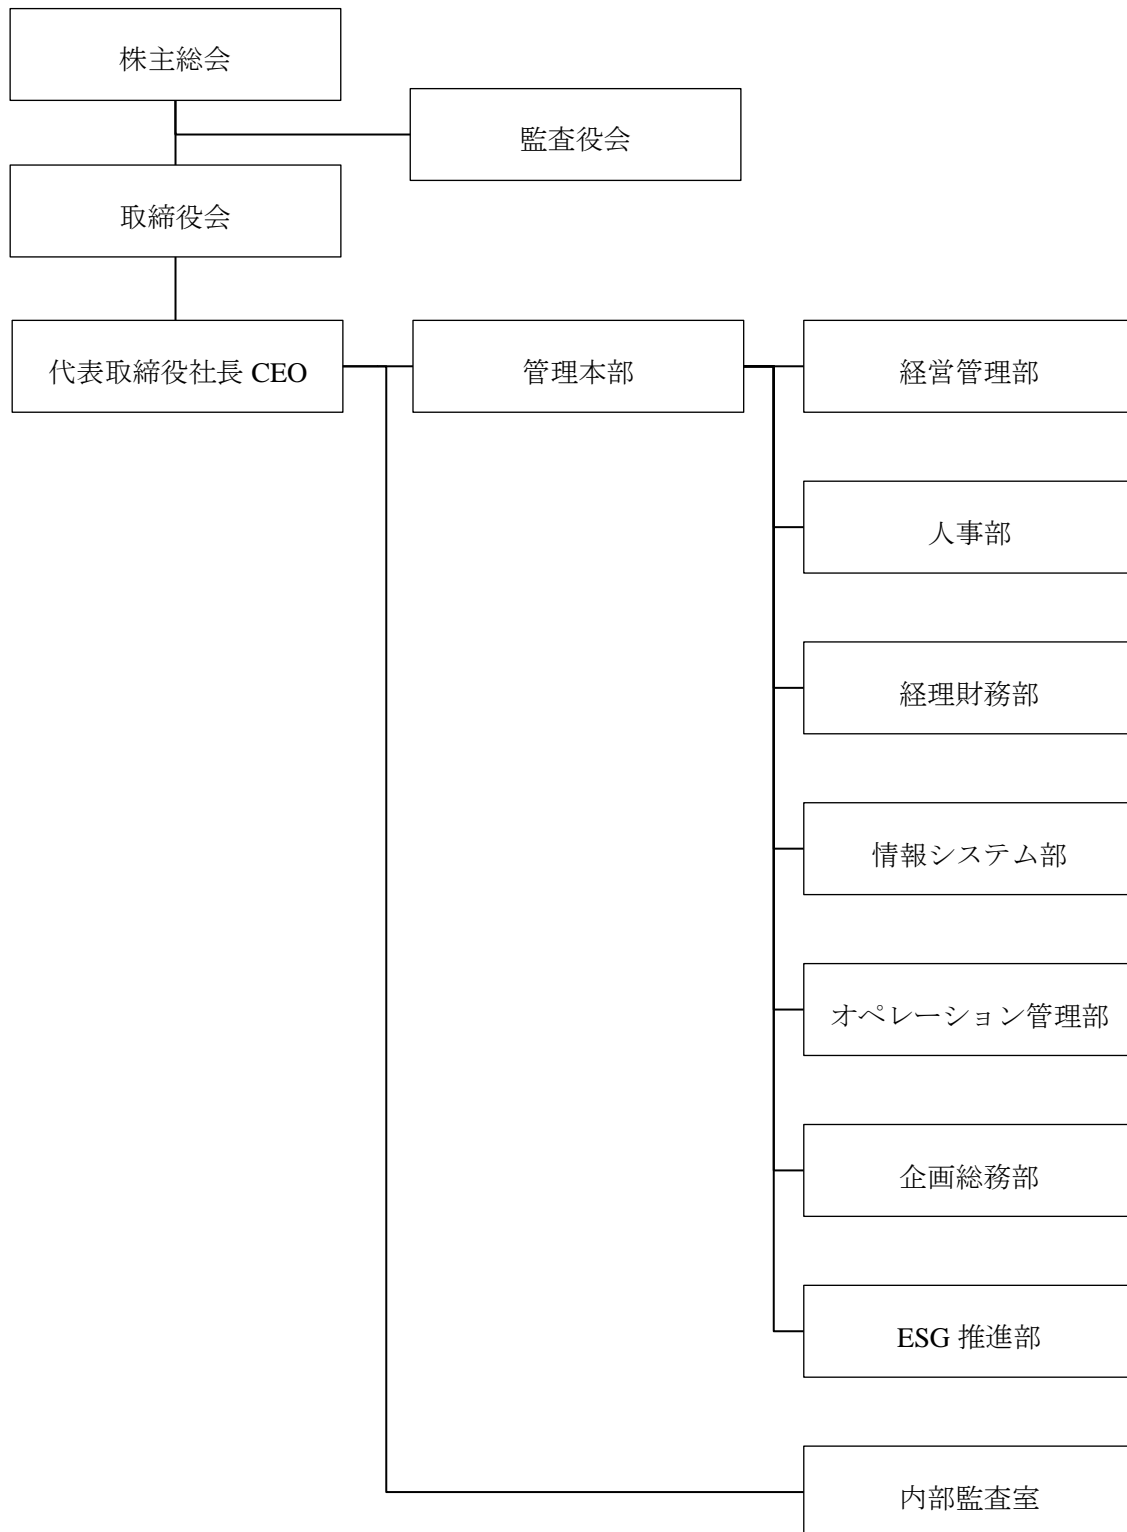 株主総会
監査役会
取締役会
代表取締役社長 CEO
管理本部
経営管理部
人事部
経理財務部
情報システム部
オペレーション管理部
企画総務部
ESG 推進部
内部監査室